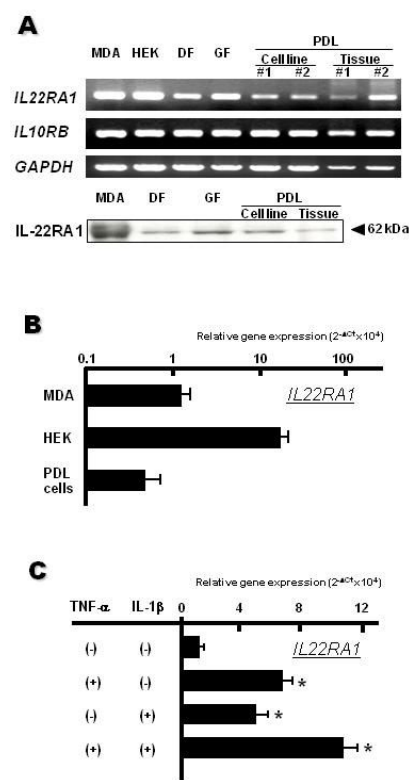 A
PDL
MDA HEK DF GF Cell line Tissue
#1 #2 #1 #2
IL22RA1
IL10RB
GAPDH
PDL
MDA DF GF Cell line Tissue
IL-22RA1 ◄62kDa
B
Relative gene expression (2-ΔCt×10⁴)
0.1 1 10 100
MDA IL22RA1
HEK
PDL
cells
C
Relative gene expression (2-ΔCt×10⁴)
TNF-α IL-1β 0 4 8 12
(-) (-) IL22RA1
(+) (-) *
(-) (+) *
(+) (+) *